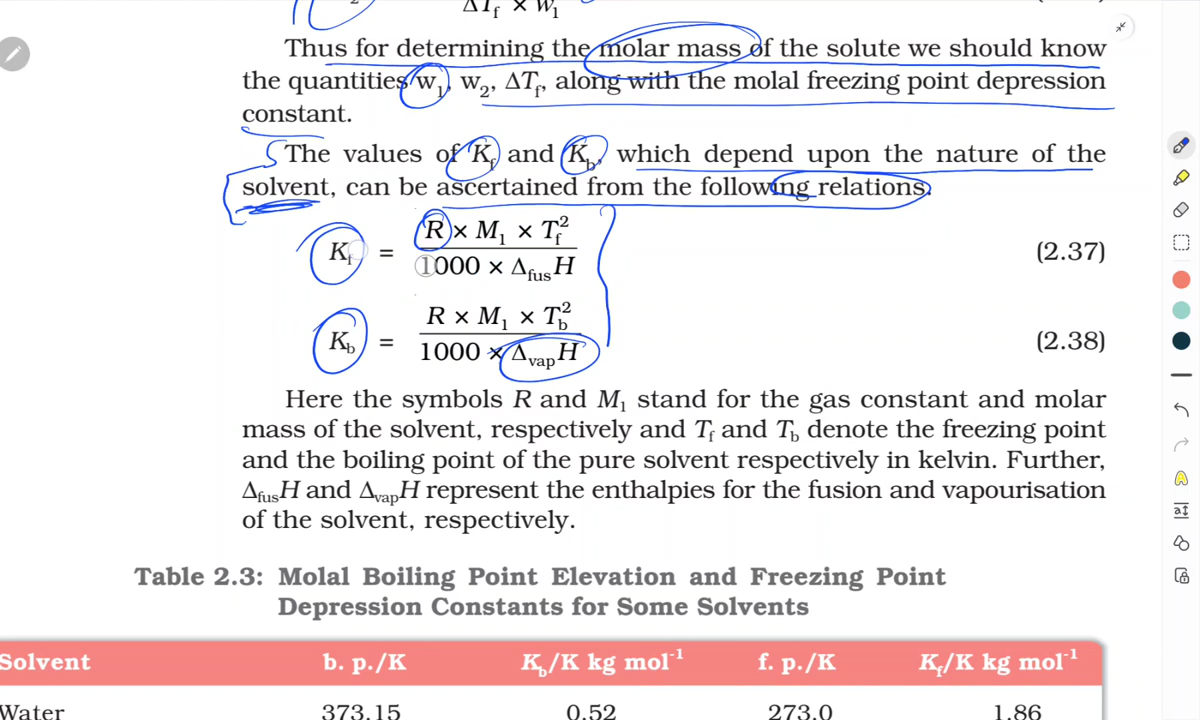 ΔTf × w1
Thus for determining the molar mass of the solute we should know
the quantities w1, w2, ΔTf, along with the molal freezing point depression
constant.
The values of Kf and Kb, which depend upon the nature of the
solvent, can be ascertained from the following relations.
Kf = R × M1 × Tf² / 1000 × ΔfusH (2.37)
Kb = R × M1 × Tb² / 1000 × ΔvapH (2.38)
Here the symbols R and M1 stand for the gas constant and molar
mass of the solvent, respectively and Tf and Tb denote the freezing point
and the boiling point of the pure solvent respectively in kelvin. Further,
ΔfusH and ΔvapH represent the enthalpies for the fusion and vapourisation
of the solvent, respectively.
Table 2.3: Molal Boiling Point Elevation and Freezing Point
Depression Constants for Some Solvents
Solvent b. p./K Kb/K kg mol⁻¹ f. p./K Kf/K kg mol⁻¹
Water 373.15 0.52 273.0 1.86